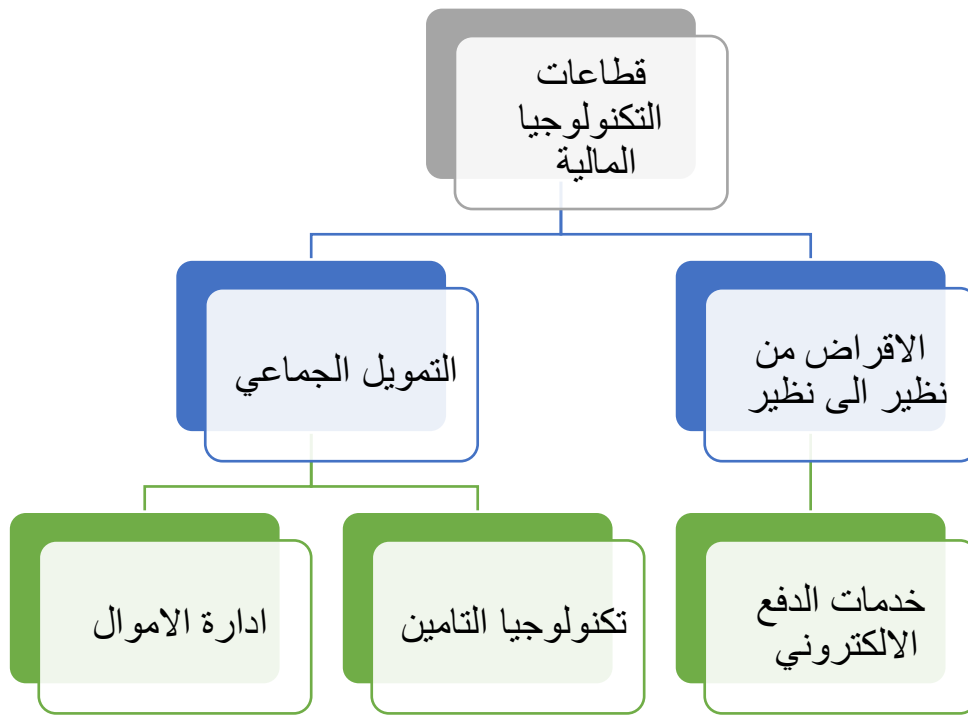 قطاعات
التكنولوجيا
المالية
الاقراض من
نظير الى نظير
التمويل الجماعي
خدمات الدفع
الالكتروني
تكنولوجيا التامين
ادارة الاموال